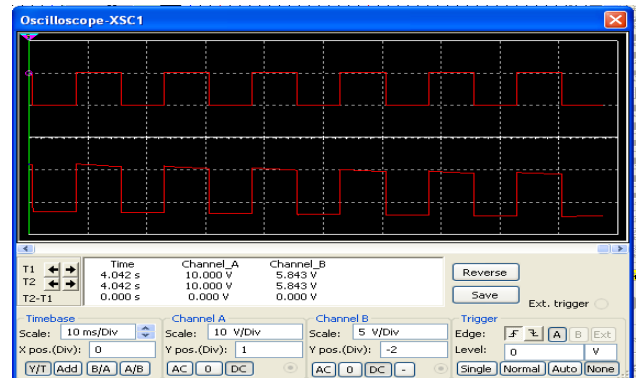 Oscilloscope-XSC1
Time Channel_A Channel_B
T1 4.042 s 10.000 V 5.843 V
T2 4.042 s 10.000 V 5.843 V
T2-T1 0.000 s 0.000 V 0.000 V
Reverse
Save
Ext. trigger
Timebase
Scale: 10 ms/Div
X pos.(Div): 0
Y/T Add B/A A/B
Channel A
Scale: 10 V/Div
Y pos.(Div): 1
AC 0 DC
Channel B
Scale: 5 V/Div
Y pos.(Div): -2
AC 0 DC -
Trigger
Edge: A B Ext
Level: 0 V
Single Normal Auto None